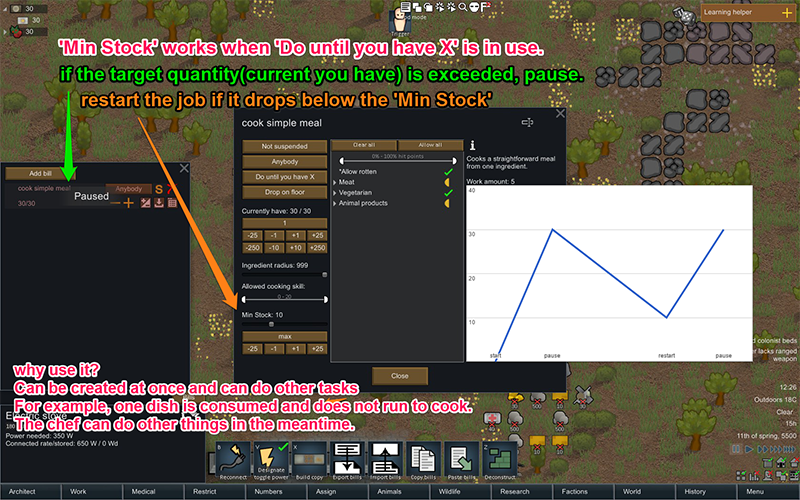 30
30
30
god mode
Trigger
Learning helper
'Min Stock' works when 'Do until you have X' is in use.
if the target quantity(current you have) is exceeded, pause.
restart the job if it drops below the 'Min Stock'
Add bill
cook simple meal
Anybody
30/30
Paused
cook simple meal
Not suspended
Anybody
Do until you have X
Drop on floor
Currently have: 30 / 30
1
-25 -1 +1 +25
-250 -10 +10 +250
Ingredient radius: 999
Allowed cooking skill:
0 - 20
Min Stock: 10
max
-25 -1 +1 +25
Clear all
Allow all
0% - 100% hit points
*Allow rotten
Meat
Vegetarian
Animal products
Cooks a straightforward meal
from one ingredient.
Work amount: 5
40
30
20
10
start
pause
restart
pause
Close
why use it?
Can be created at once and can do other tasks
For example, one dish is consumed and does not run to cook.
The chef can do other things in the meantime.
Electric stove
Power needed: 350 W
Connected rate/stored: 650 W / 0 Wd
colonist beds
lacks ranged
weapon
12:26
Outdoors 18C
Clear
15h
11th of spring, 5500
Reconnect
Designate
toggle power
Build copy
Export bills
Import bills
Copy bills
Paste bills
Deconstruct
Architect
Work
Medical
Restrict
Numbers
Assign
Animals
Wildlife
Research
Factions
World
History
Menu